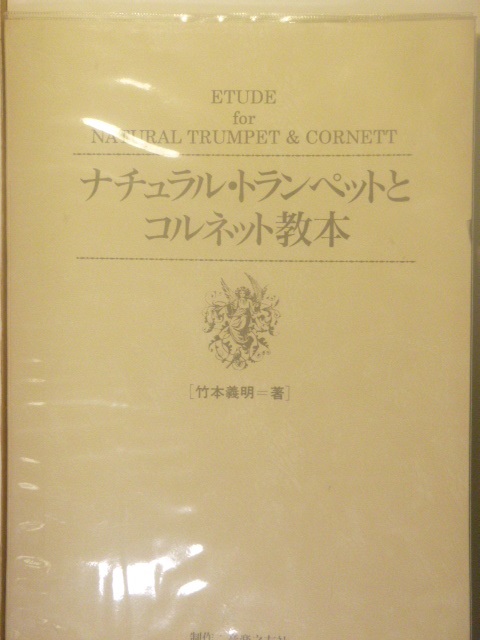 ETUDE
for
NATURAL TRUMPET & CORNETT
ナチュラル・トランペットと
コルネット教本
[竹本義明=著]